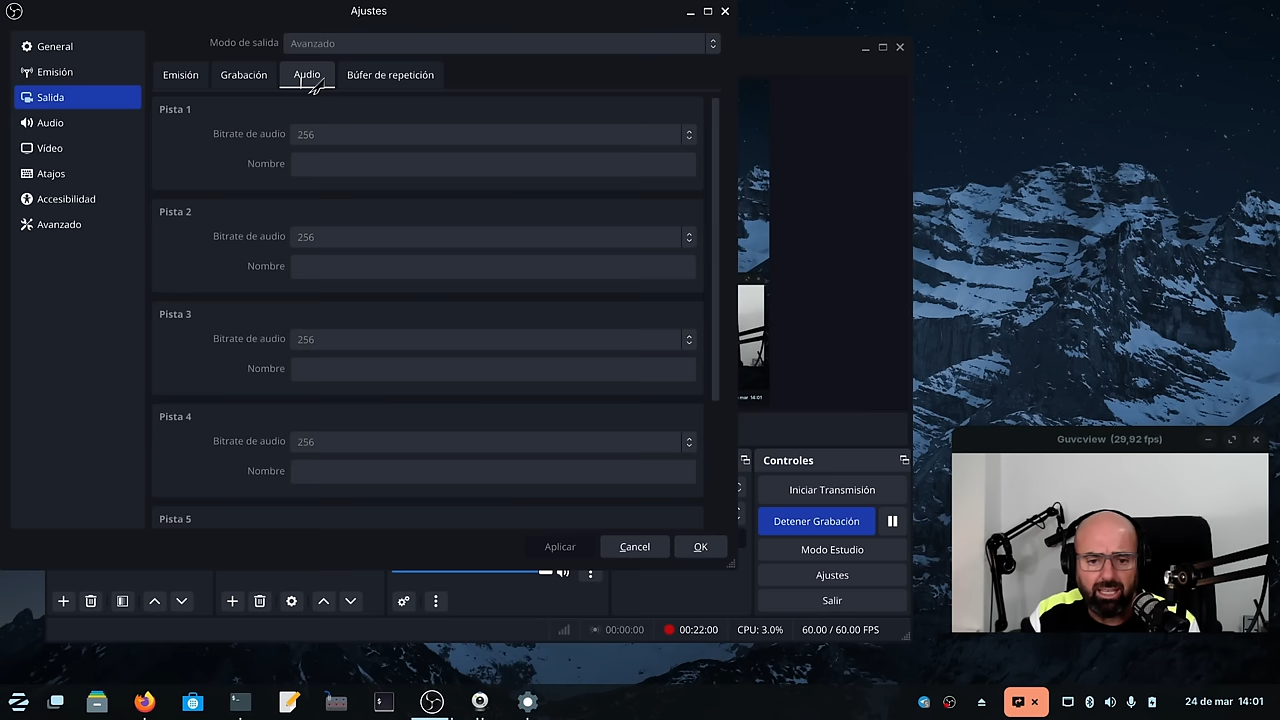 Ajustes
General
Emisión
Salida
Audio
Vídeo
Atajos
Accesibilidad
Avanzado
Modo de salida Avanzado
Emisión Grabación Audio Búfer de repetición
Pista 1
Bitrate de audio 256
Nombre
Pista 2
Bitrate de audio 256
Nombre
Pista 3
Bitrate de audio 256
Nombre
Pista 4
Bitrate de audio 256
Nombre
Pista 5
Aplicar Cancel OK
mar 14:01
Controles
Iniciar Transmisión
Detener Grabación
Modo Estudio
Ajustes
Salir
00:00:00 00:22:00 CPU: 3.0% 60.00 / 60.00 FPS
Guvcview (29,92 fps)
24 de mar 14:01